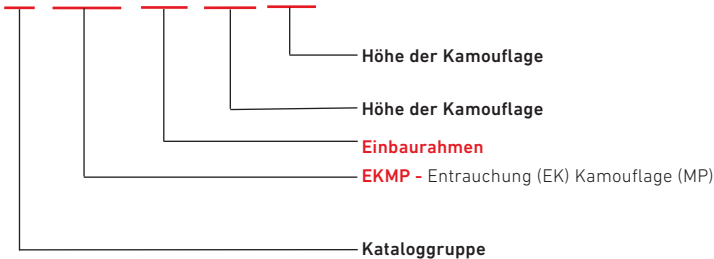 Höhe der Kamouflage
Höhe der Kamouflage
Einbaurahmen
EKMP - Entrauchung (EK) Kamouflage (MP)
Kataloggruppe